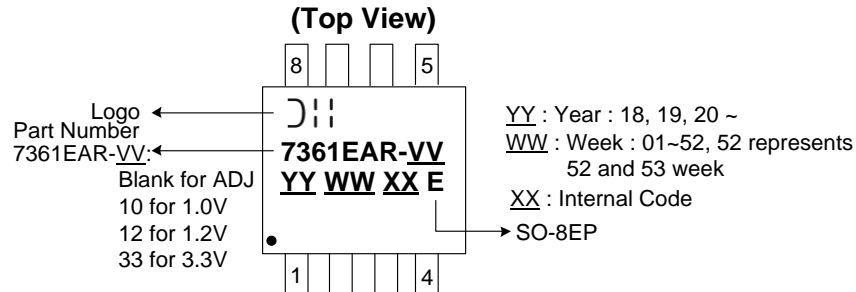 (Top View)
8 5
Logo
Part Number
7361EAR-VV:
Blank for ADJ
10 for 1.0V
12 for 1.2V
33 for 3.3V
7361EAR-VV
YY WW XX E
1 4
YY : Year : 18, 19, 20 ~
WW : Week : 01~52, 52 represents
52 and 53 week
XX : Internal Code
SO-8EP